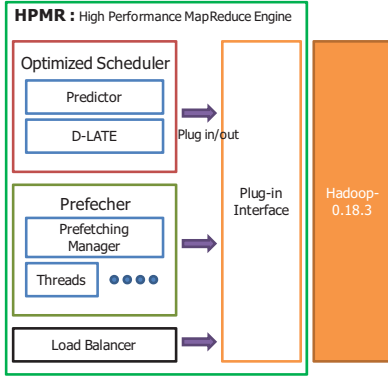 HPMR : High Performance MapReduce Engine
Optimized Scheduler
Predictor
D-LATE
Plug in/out
Prefecher
Prefetching
Manager
Threads
Load Balancer
Plug-in
Interface
Hadoop-
0.18.3